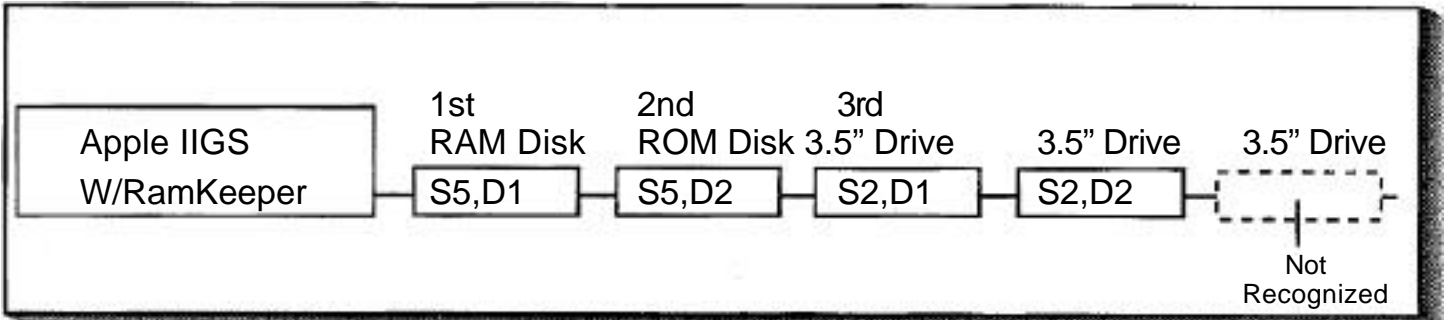 1st 2nd 3rd
Apple IIGS RAM Disk ROM Disk 3.5” Drive 3.5” Drive 3.5” Drive
W/RamKeeper S5,D1 S5,D2 S2,D1 S2,D2
Not
Recognized